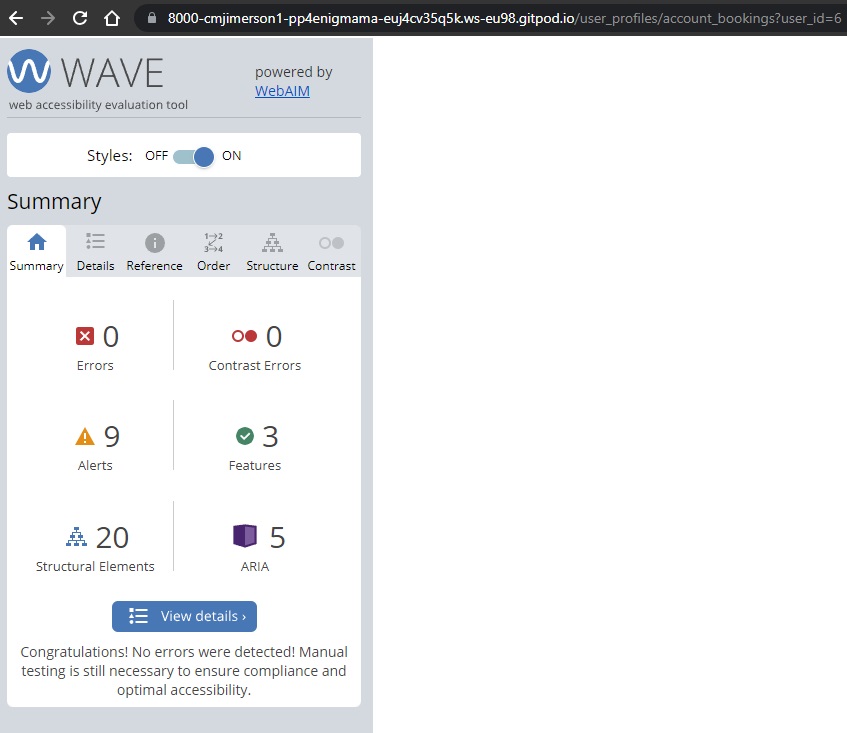 8000-cmjimerson1-pp4enigmama-euj4cv35q5k.ws-eu98.gitpod.io/user_profiles/account_bookings?user_id=6
WAVE
web accessibility evaluation tool
powered by
WebAIM
Styles: OFF ON
Summary
Summary Details Reference Order Structure Contrast
0 0
Errors Contrast Errors
9 3
Alerts Features
20 5
Structural Elements ARIA
View details ›
Congratulations! No errors were detected! Manual
testing is still necessary to ensure compliance and
optimal accessibility.